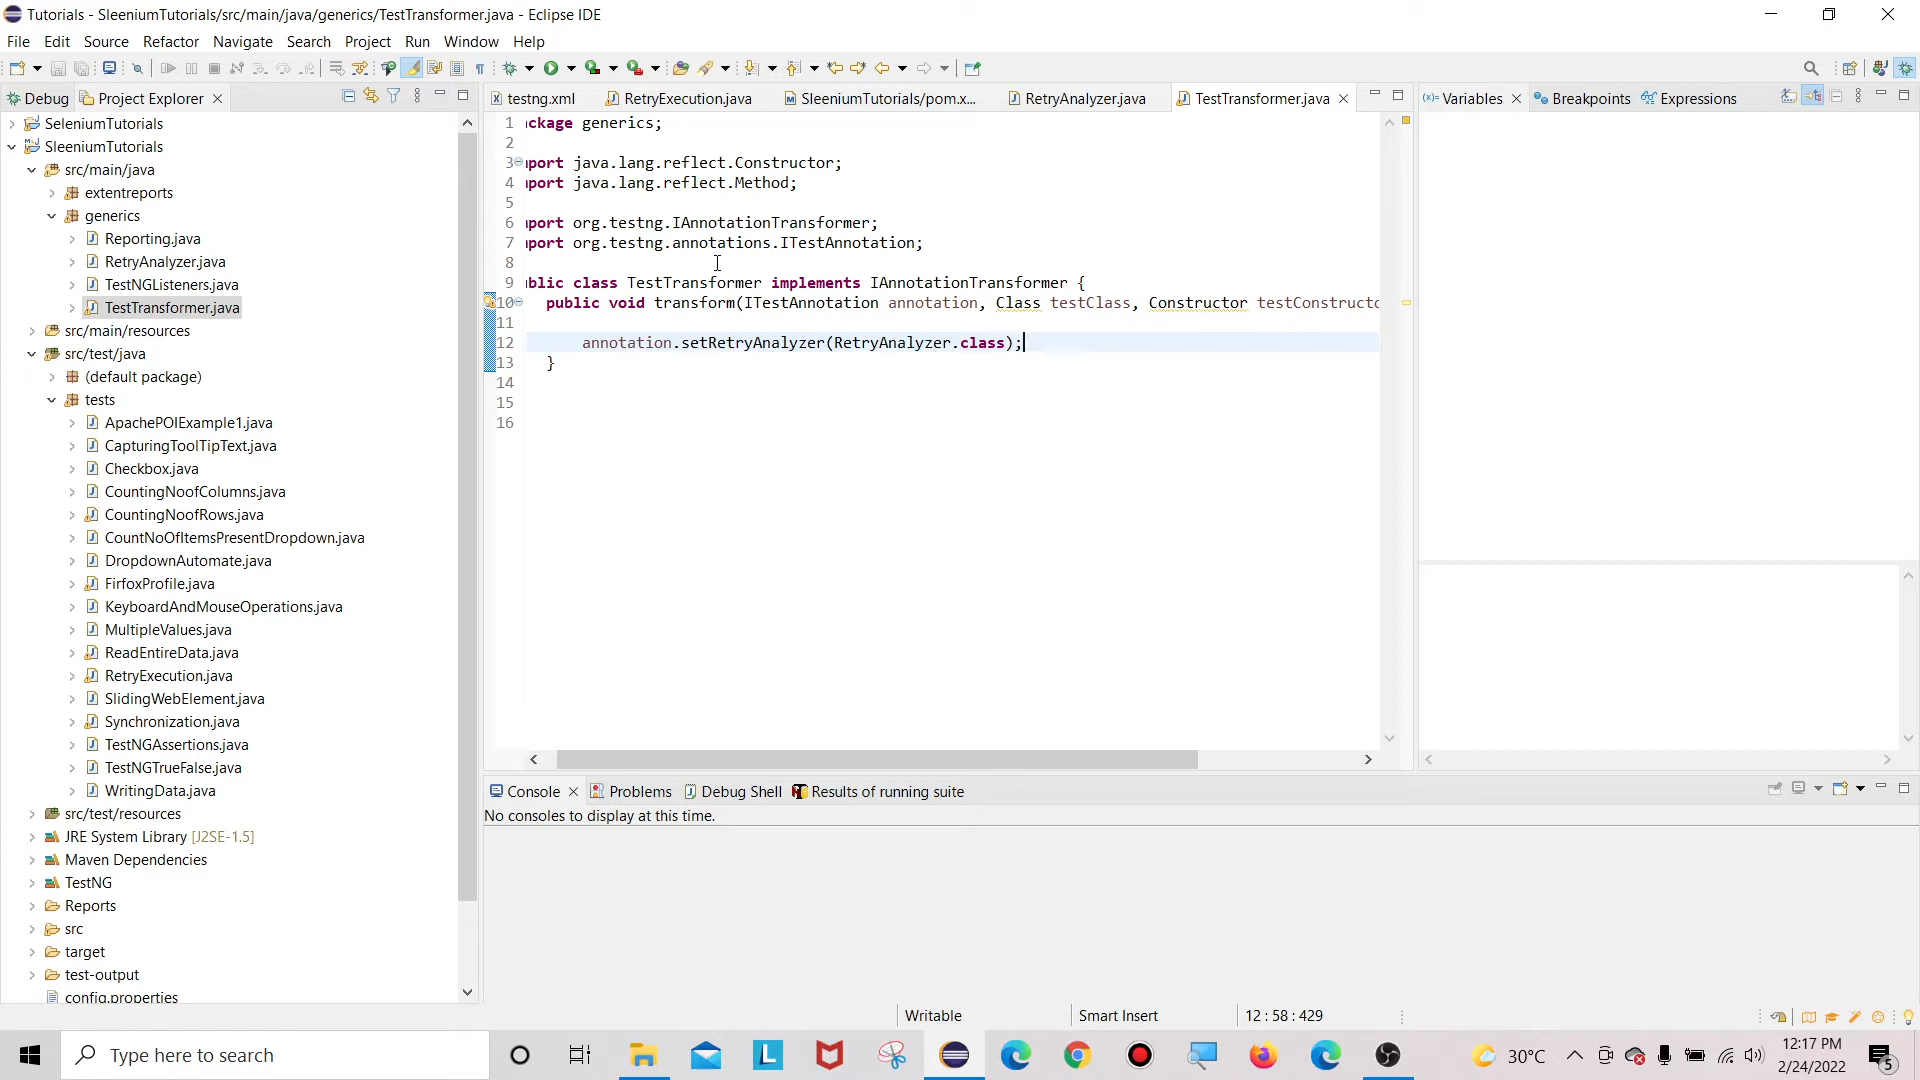 Tutorials - SleeniumTutorials/src/main/java/generics/TestTransformer.java - Eclipse IDE
File Edit Source Refactor Navigate Search Project Run Window Help
Debug Project Explorer
testng.xml RetryExecution.java SleeniumTutorials/pom.x... RetryAnalyzer.java TestTransformer.java
Variables Breakpoints Expressions
SeleniumTutorials
SleeniumTutorials
src/main/java
extentreports
generics
Reporting.java
RetryAnalyzer.java
TestNGListeners.java
TestTransformer.java
src/main/resources
src/test/java
(default package)
tests
ApachePOIExample1.java
CapturingToolTipText.java
Checkbox.java
CountingNoofColumns.java
CountingNoofRows.java
CountNoOfItemsPresentDropdown.java
DropdownAutomate.java
FirfoxProfile.java
KeyboardAndMouseOperations.java
MultipleValues.java
ReadEntireData.java
RetryExecution.java
SlidingWebElement.java
Synchronization.java
TestNGAssertions.java
TestNGTrueFalse.java
WritingData.java
src/test/resources
JRE System Library [J2SE-1.5]
Maven Dependencies
TestNG
Reports
src
target
test-output
config.properties
1 ckage generics;
2
3 port java.lang.reflect.Constructor;
4 port java.lang.reflect.Method;
5
6 port org.testng.IAnnotationTransformer;
7 port org.testng.annotations.ITestAnnotation;
8
9 blic class TestTransformer implements IAnnotationTransformer {
10 public void transform(ITestAnnotation annotation, Class testClass, Constructor testConstructo
11
12 annotation.setRetryAnalyzer(RetryAnalyzer.class);
13 }
14
15
16
Console Problems Debug Shell Results of running suite
No consoles to display at this time.
Writable Smart Insert 12 : 58 : 429
Type here to search
30°C
12:17 PM
2/24/2022
5